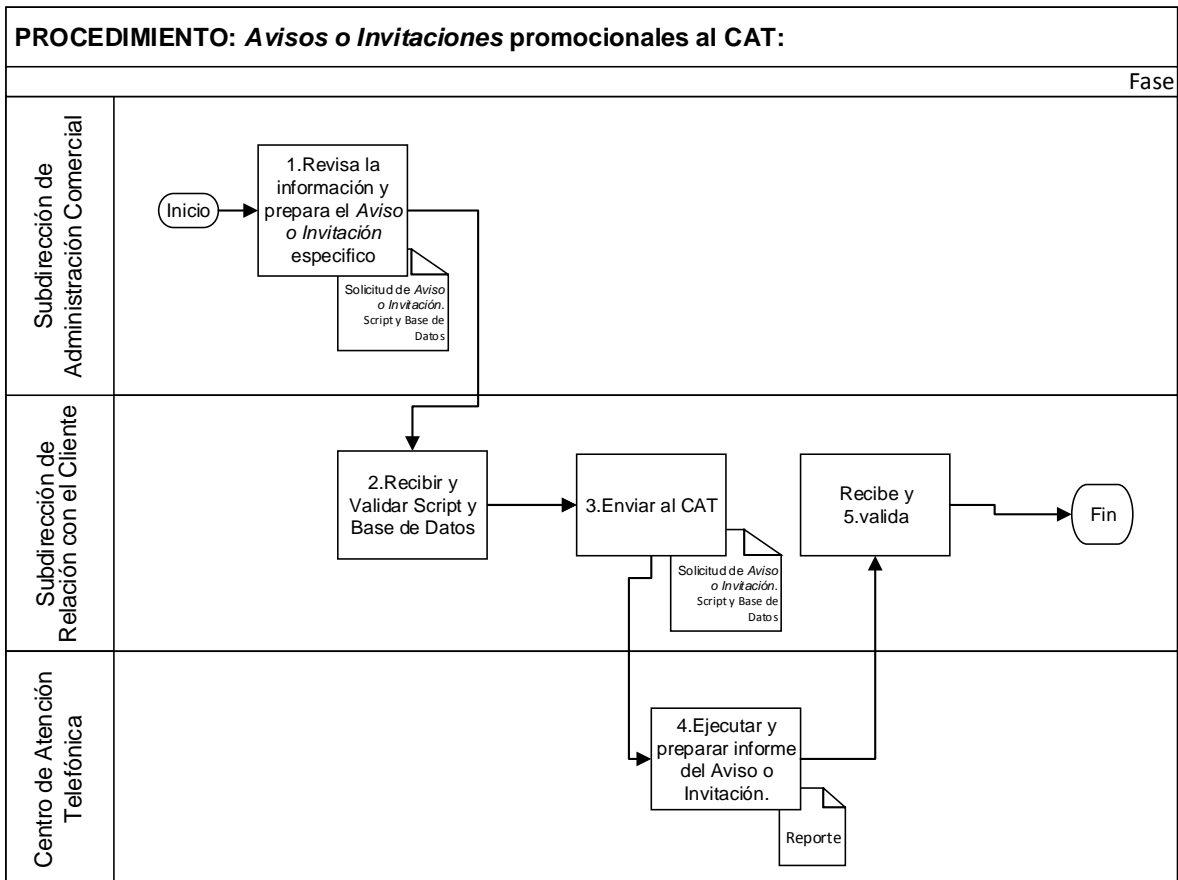 PROCEDIMIENTO: Avisos o Invitaciones promocionales al CAT:
Fase
Subdirección de
Administración Comercial
Inicio
1.Revisa la
información y
prepara el Aviso
o Invitación
especifico
Solicitud de Aviso
o Invitación.
Script y Base de
Datos
Subdirección de
Relación con el Cliente
2.Recibir y
Validar Script y
Base de Datos
3.Enviar al CAT
Solicitud de Aviso
o Invitación.
Script y Base de
Datos
Recibe y
5.valida
Fin
Centro de Atención
Telefónica
4.Ejecutar y
preparar informe
del Aviso o
Invitación.
Reporte